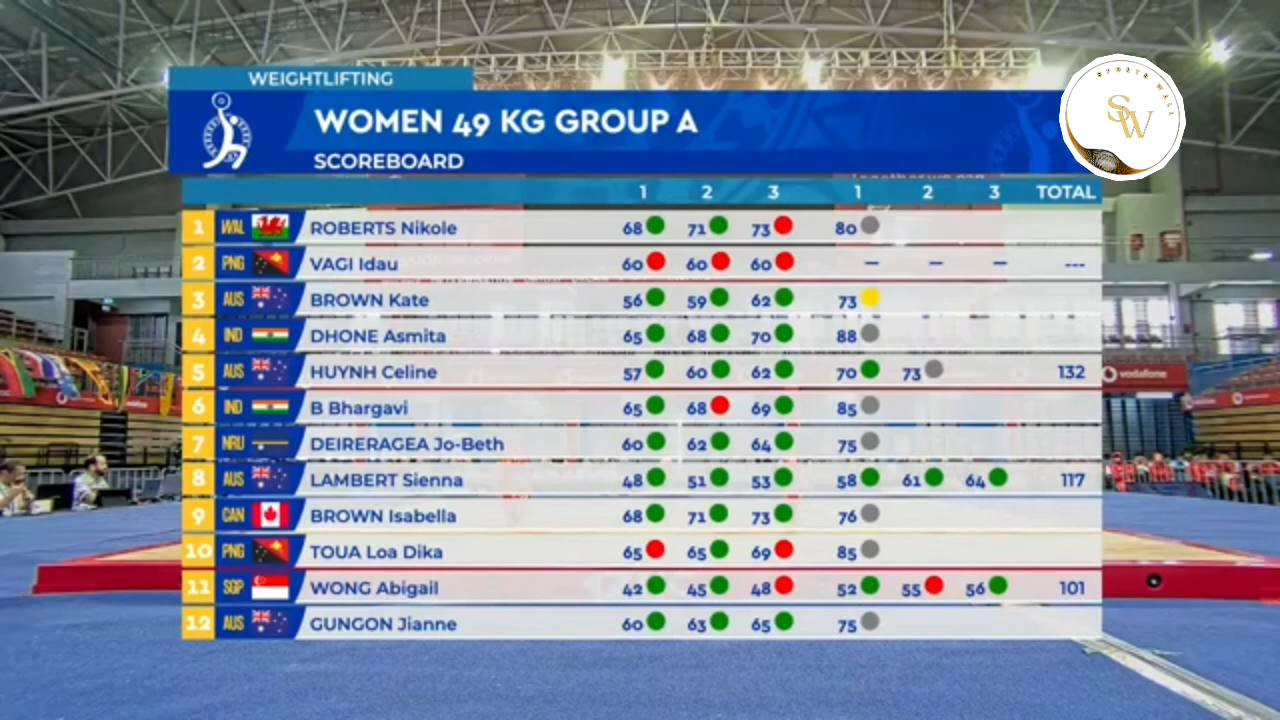 WEIGHTLIFTING
SPORTS WALL
SW
WOMEN 49 KG GROUP A
SCOREBOARD
1 2 3 1 2 3 TOTAL
1 WAL ROBERTS Nikole 68 71 73 80
2 PNG VAGI Idau 60 60 60 – – – ---
3 AUS BROWN Kate 56 59 62 73
4 IND DHONE Asmita 65 68 70 88
5 AUS HUYNH Celine 57 60 62 70 73 132
vodafone
6 IND B Bhargavi 65 68 69 85
7 NRU DEIRERAGEA Jo-Beth 60 62 64 75
8 AUS LAMBERT Sienna 48 51 53 58 61 64 117
9 CAN BROWN Isabella 68 71 73 76
10 PNG TOUA Loa Dika 65 65 69 85
11 SGP WONG Abigail 42 45 48 52 55 56 101
12 AUS GUNGON Jianne 60 63 65 75